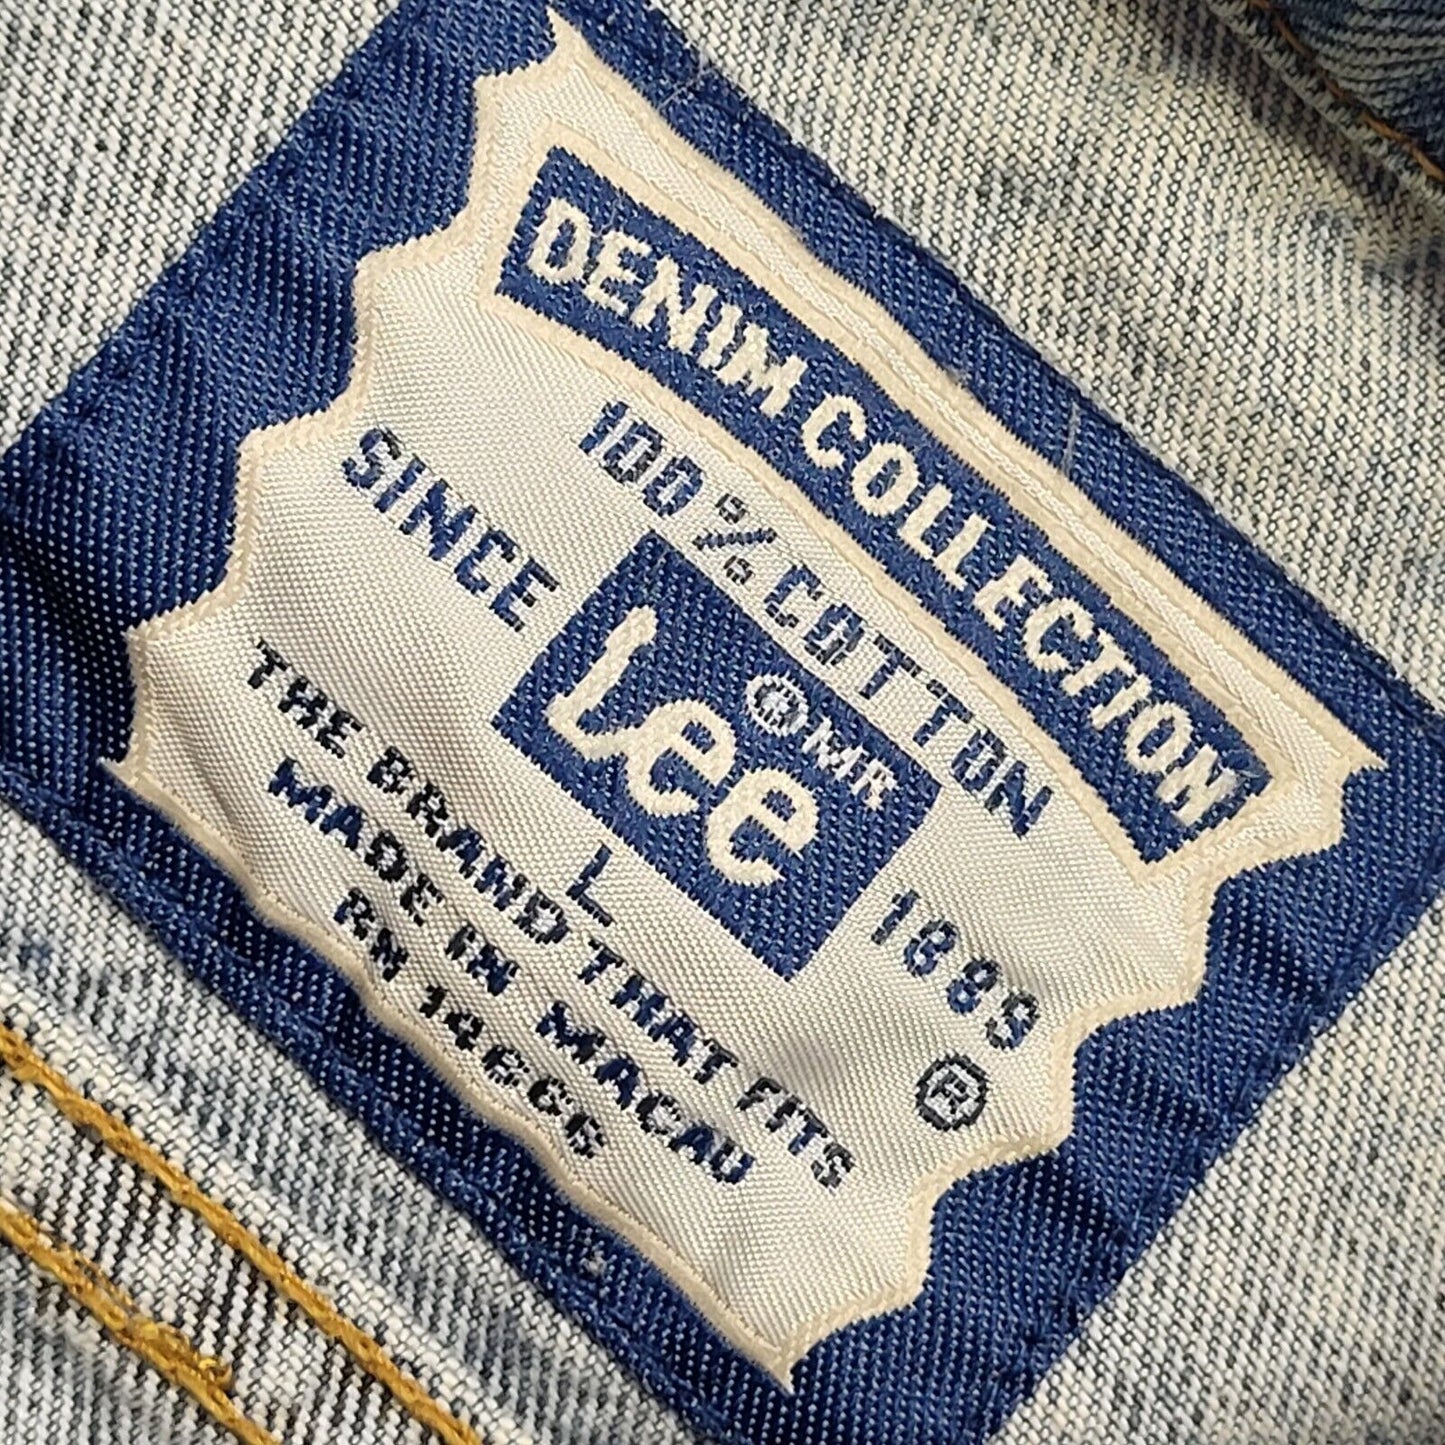 DENIM COLLECTION
100% COTTON
SINCE Lee ®MR 1889 ®
L
THE BRAND THAT FITS
MADE IN MACAU
RN 14666